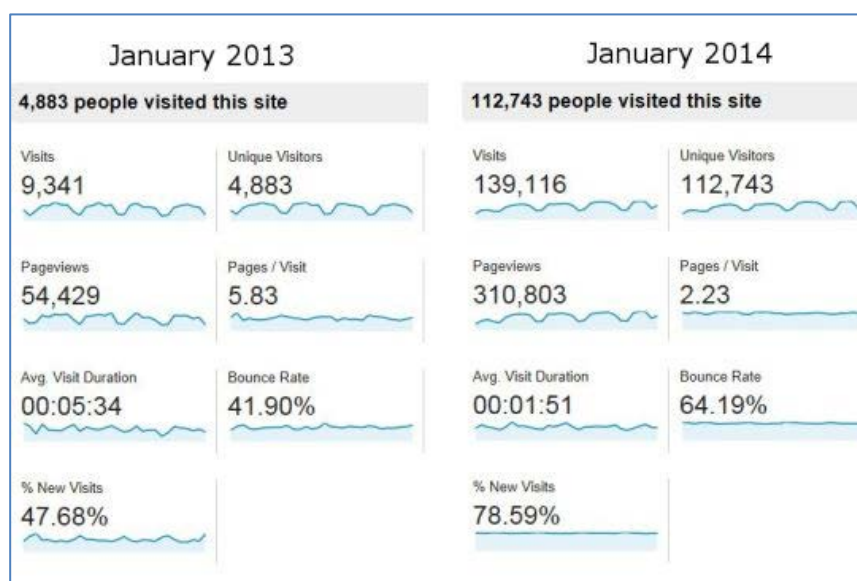 January 2013
4,883 people visited this site
Visits
9,341
Unique Visitors
4,883
Pageviews
54,429
Pages / Visit
5.83
Avg. Visit Duration
00:05:34
Bounce Rate
41.90%
% New Visits
47.68%
January 2014
112,743 people visited this site
Visits
139,116
Unique Visitors
112,743
Pageviews
310,803
Pages / Visit
2.23
Avg. Visit Duration
00:01:51
Bounce Rate
64.19%
% New Visits
78.59%